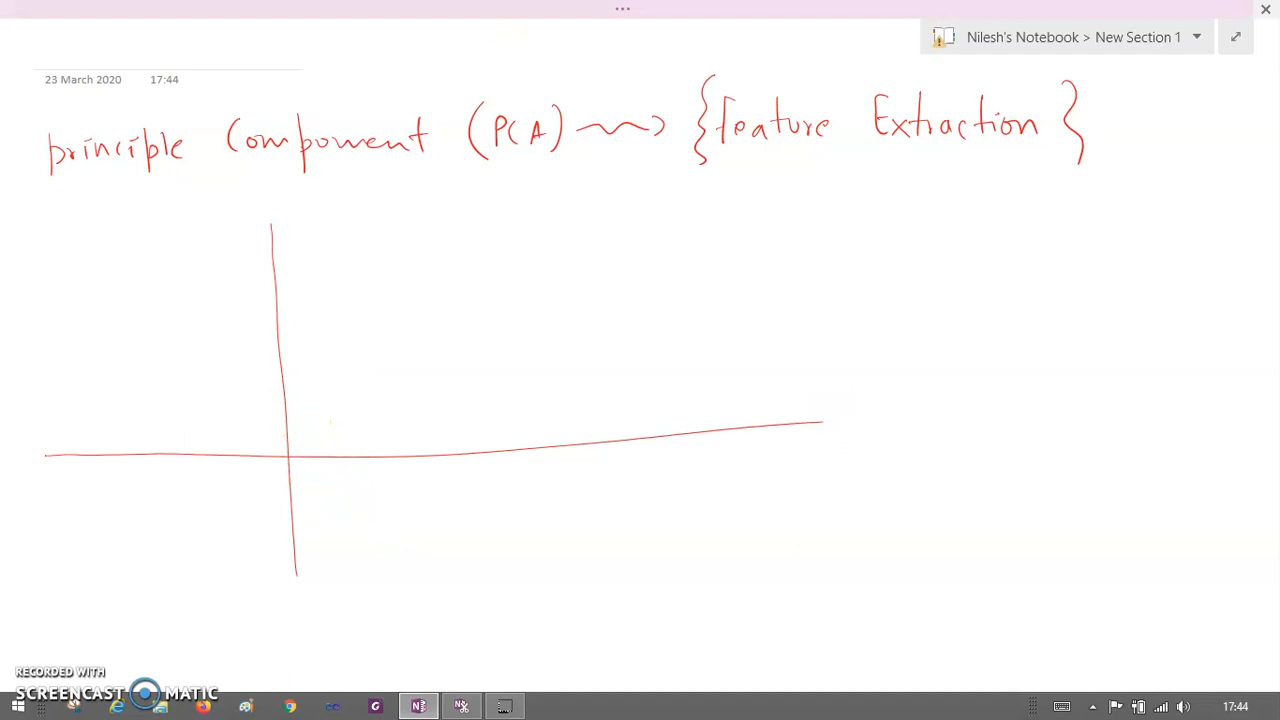 Nilesh's Notebook > New Section 1
23 March 2020 17:44
principle Component (PCA) {feature Extraction}
RECORDED WITH
SCREENCAST MATIC
17:44